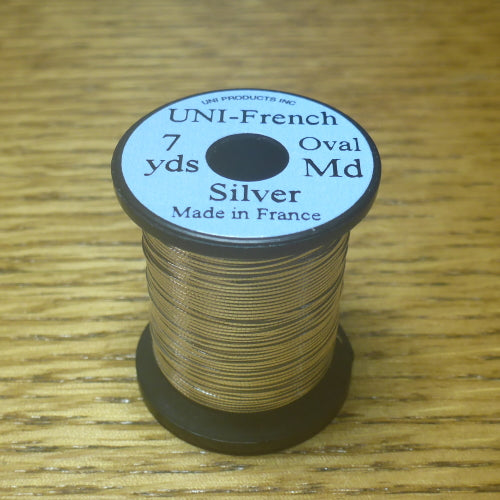 UNI PRODUCTS INC
UNI-French
7 yds
Oval Md
Silver
Made in France